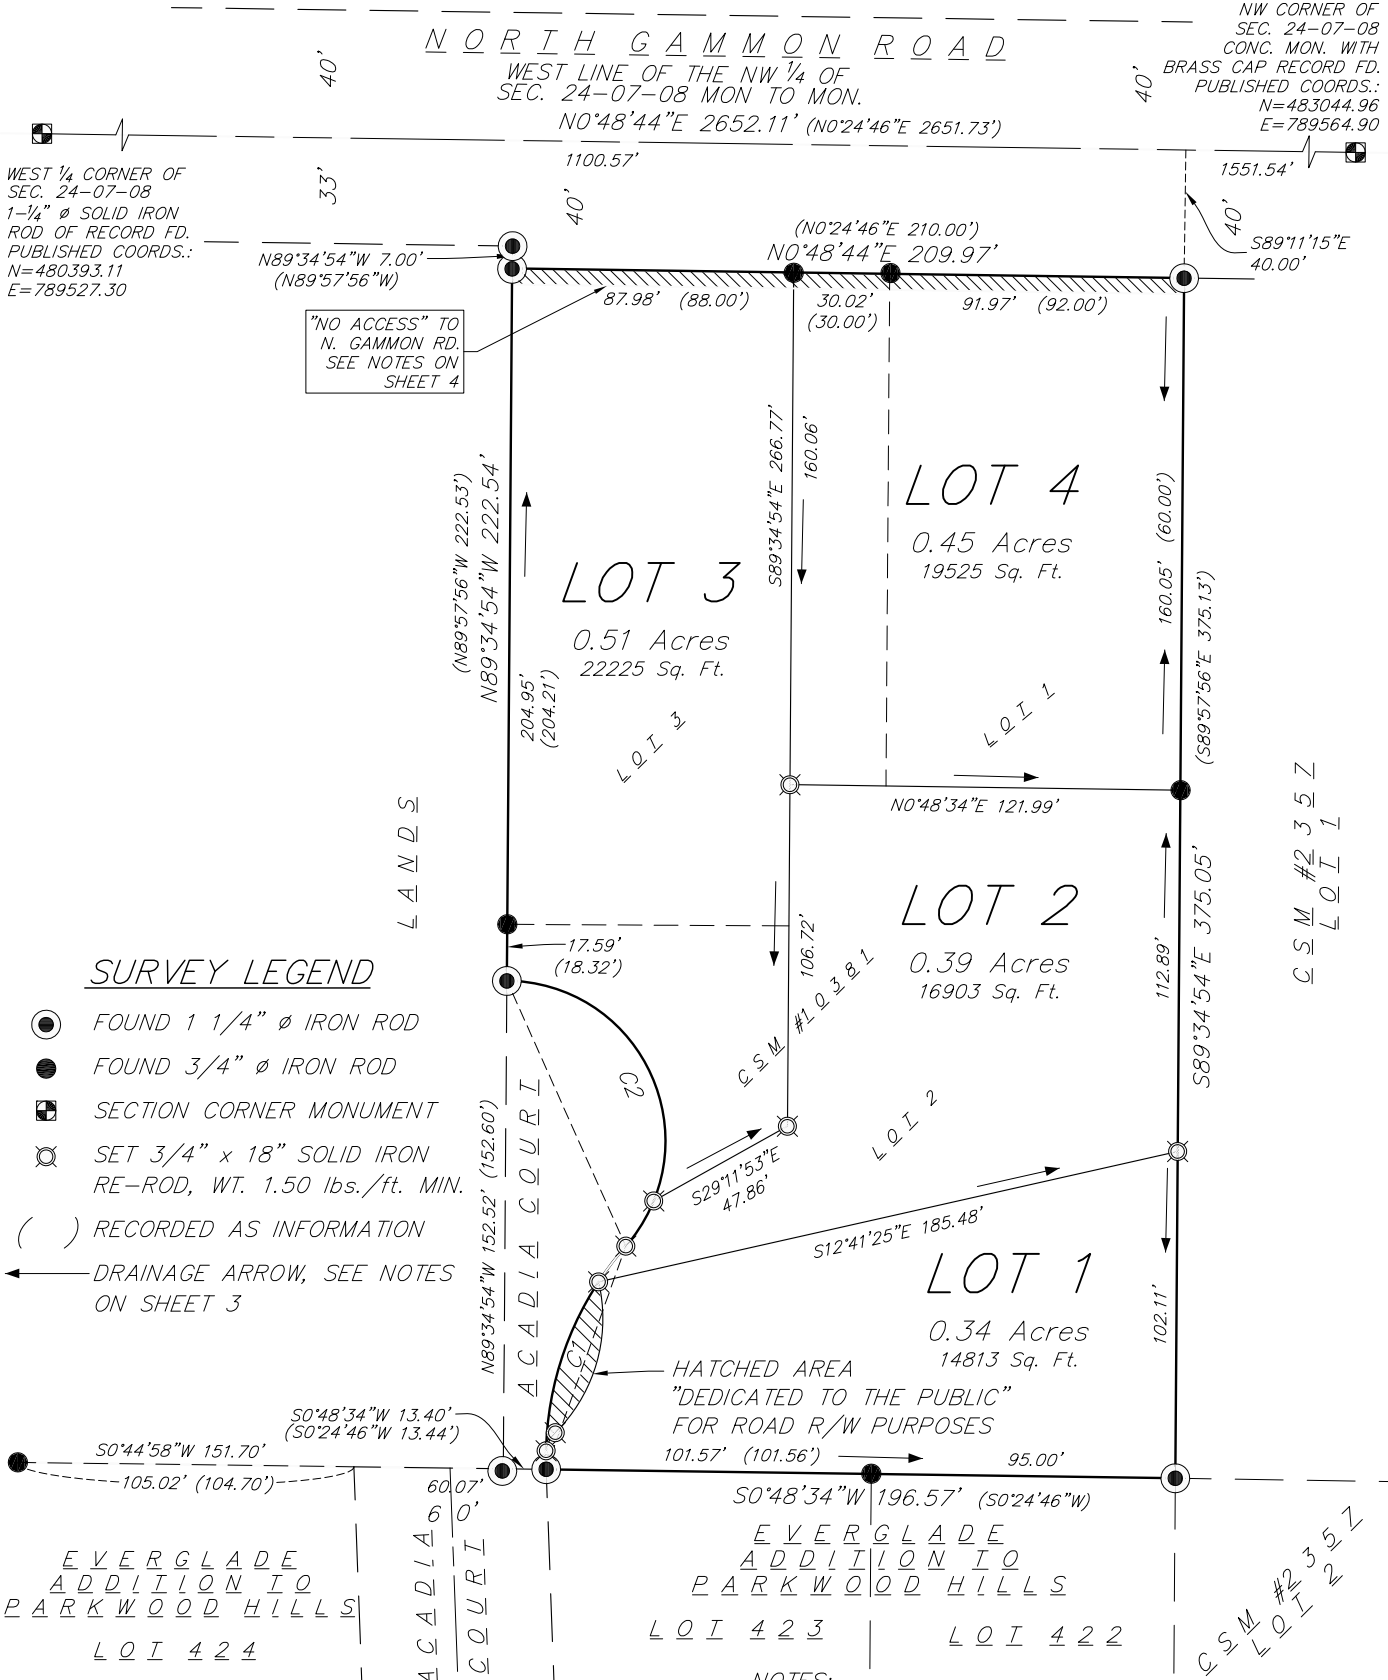 NORTH GAMMON ROAD
WEST LINE OF THE NW 1/4 OF
SEC. 24-07-08 MON TO MON.
N0°48'44"E 2652.11' (N0°24'46"E 2651.73')
NW CORNER OF
SEC. 24-07-08
CONC. MON. WITH
BRASS CAP RECORD FD.
PUBLISHED COORDS.:
N=483044.96
E=789564.90
40'
40'
1100.57'
1551.54'
WEST 1/4 CORNER OF
SEC. 24-07-08
1-1/4" Ø SOLID IRON
ROD OF RECORD FD.
PUBLISHED COORDS.:
N=480393.11
E=789527.30
33'
40'
40'
S89°11'15"E
40.00'
(N0°24'46"E 210.00')
N0°48'44"E 209.97'
N89°34'54"W 7.00'
(N89°57'56"W)
87.98' (88.00')
30.02'
(30.00')
91.97' (92.00')
"NO ACCESS" TO
N. GAMMON RD.
SEE NOTES ON
SHEET 4
S89°34'54"E 266.77'
160.06'
LOT 4
0.45 Acres
19525 Sq. Ft.
160.05' (60.00')
(S89°57'56"E 375.13')
(N89°57'56"W 222.53')
N89°34'54"W 222.54'
204.95'
(204.21')
LOT 3
0.51 Acres
22225 Sq. Ft.
LOT 3
LOT 1
N0°48'34"E 121.99'
LANDS
CSM #2357
LOT 1
LOT 2
0.39 Acres
16903 Sq. Ft.
106.72'
112.89'
S89°34'54"E 375.05'
17.59'
(18.32')
CSM #10381
LOT 2
SURVEY LEGEND
FOUND 1 1/4" Ø IRON ROD
FOUND 3/4" Ø IRON ROD
SECTION CORNER MONUMENT
SET 3/4" x 18" SOLID IRON
RE-ROD, WT. 1.50 lbs./ft. MIN.
( ) RECORDED AS INFORMATION
DRAINAGE ARROW, SEE NOTES
ON SHEET 3
C2
N89°34'54"W 152.52' (152.60')
ACADIA COURT
S29°11'53"E
47.86'
S12°41'25"E 185.48'
LOT 1
0.34 Acres
14813 Sq. Ft.
102.11'
C1
HATCHED AREA
"DEDICATED TO THE PUBLIC"
FOR ROAD R/W PURPOSES
S0°48'34"W 13.40'
(S0°24'46"W 13.44')
S0°44'58"W 151.70'
105.02' (104.70')
60.07'
60'
101.57' (101.56')
95.00'
S0°48'34"W 196.57' (S0°24'46"W)
EVERGLADE
ADDITION TO
PARKWOOD HILLS
LOT 424
ACADIA
COURT
EVERGLADE
ADDITION TO
PARKWOOD HILLS
LOT 423
LOT 422
CSM #2357
LOT 2
NOTES: